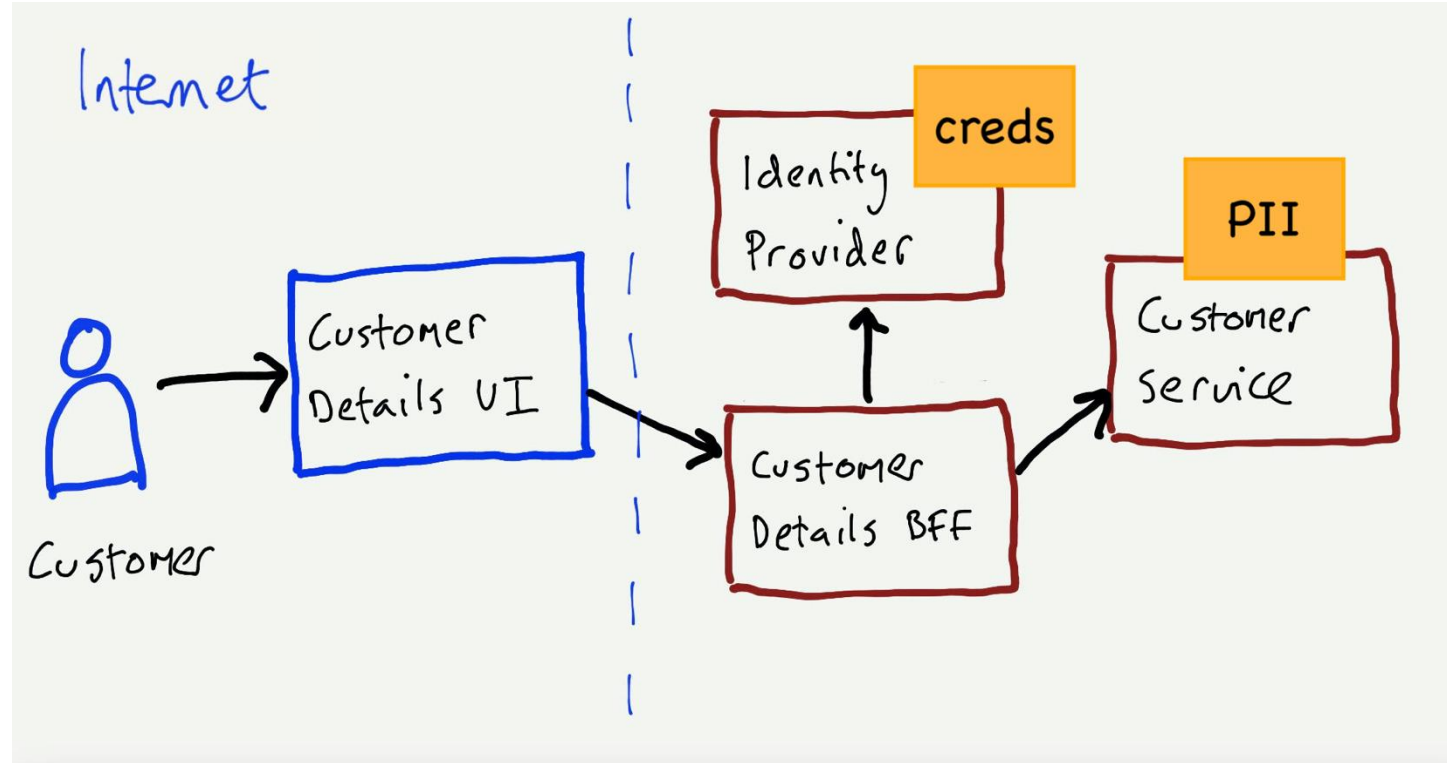 Internet
creds
Identity
Provider
PII
Customer
Service
Customer
Details UI
Customer
Details BFF
Customer